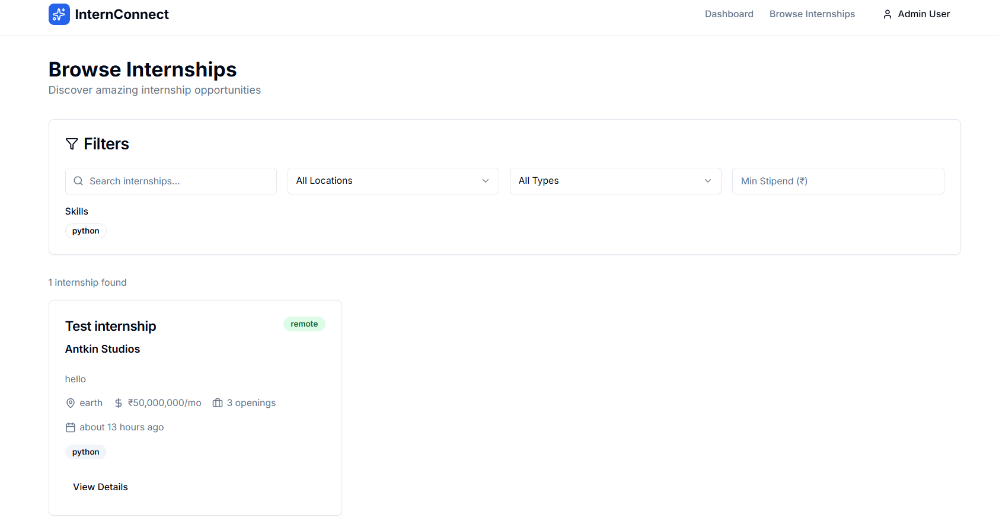 InternConnect
Dashboard Browse Internships Admin User
Browse Internships
Discover amazing internship opportunities
Filters
Search internships...
All Locations
All Types
Min Stipend (₹)
Skills
python
1 internship found
Test internship
remote
Antkin Studios
hello
earth $ ₹50,000,000/mo 3 openings
about 13 hours ago
python
View Details